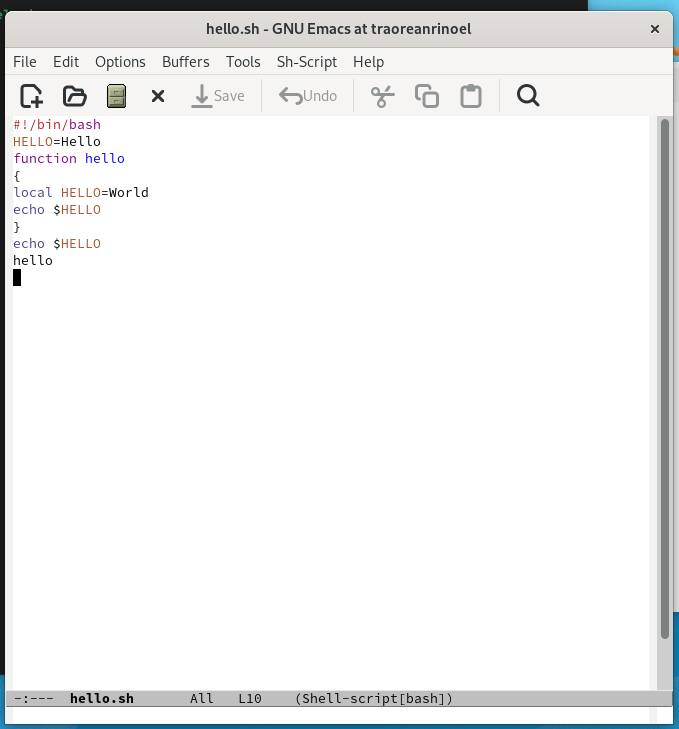 hello.sh - GNU Emacs at traoreanrinoel
File Edit Options Buffers Tools Sh-Script Help
Save Undo
#!/bin/bash
HELLO=Hello
function hello
{
local HELLO=World
echo $HELLO
}
echo $HELLO
hello
-:--- hello.sh All L10 (Shell-script[bash])